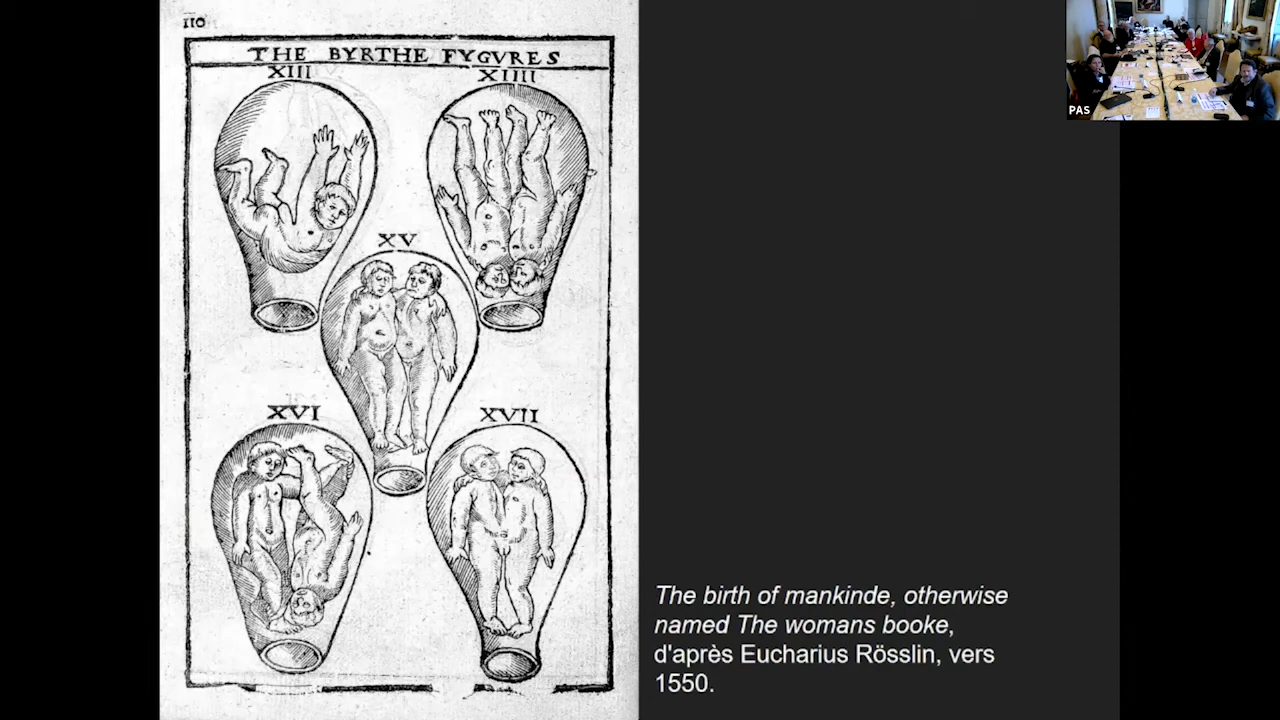 110
THE BYRTHE FYGVRES
XIII
XIIII
XV
XVI
XVII
The birth of mankinde, otherwise
named The womans booke,
d'après Eucharius Rösslin, vers
1550.
PAS